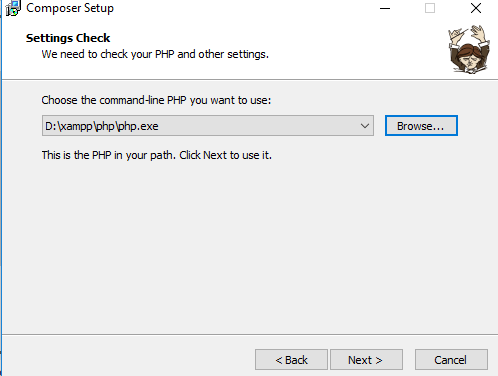 Composer Setup
Settings Check
We need to check your PHP and other settings.
Choose the command-line PHP you want to use:
D:\xampp\php\php.exe
Browse...
This is the PHP in your path. Click Next to use it.
< Back
Next >
Cancel